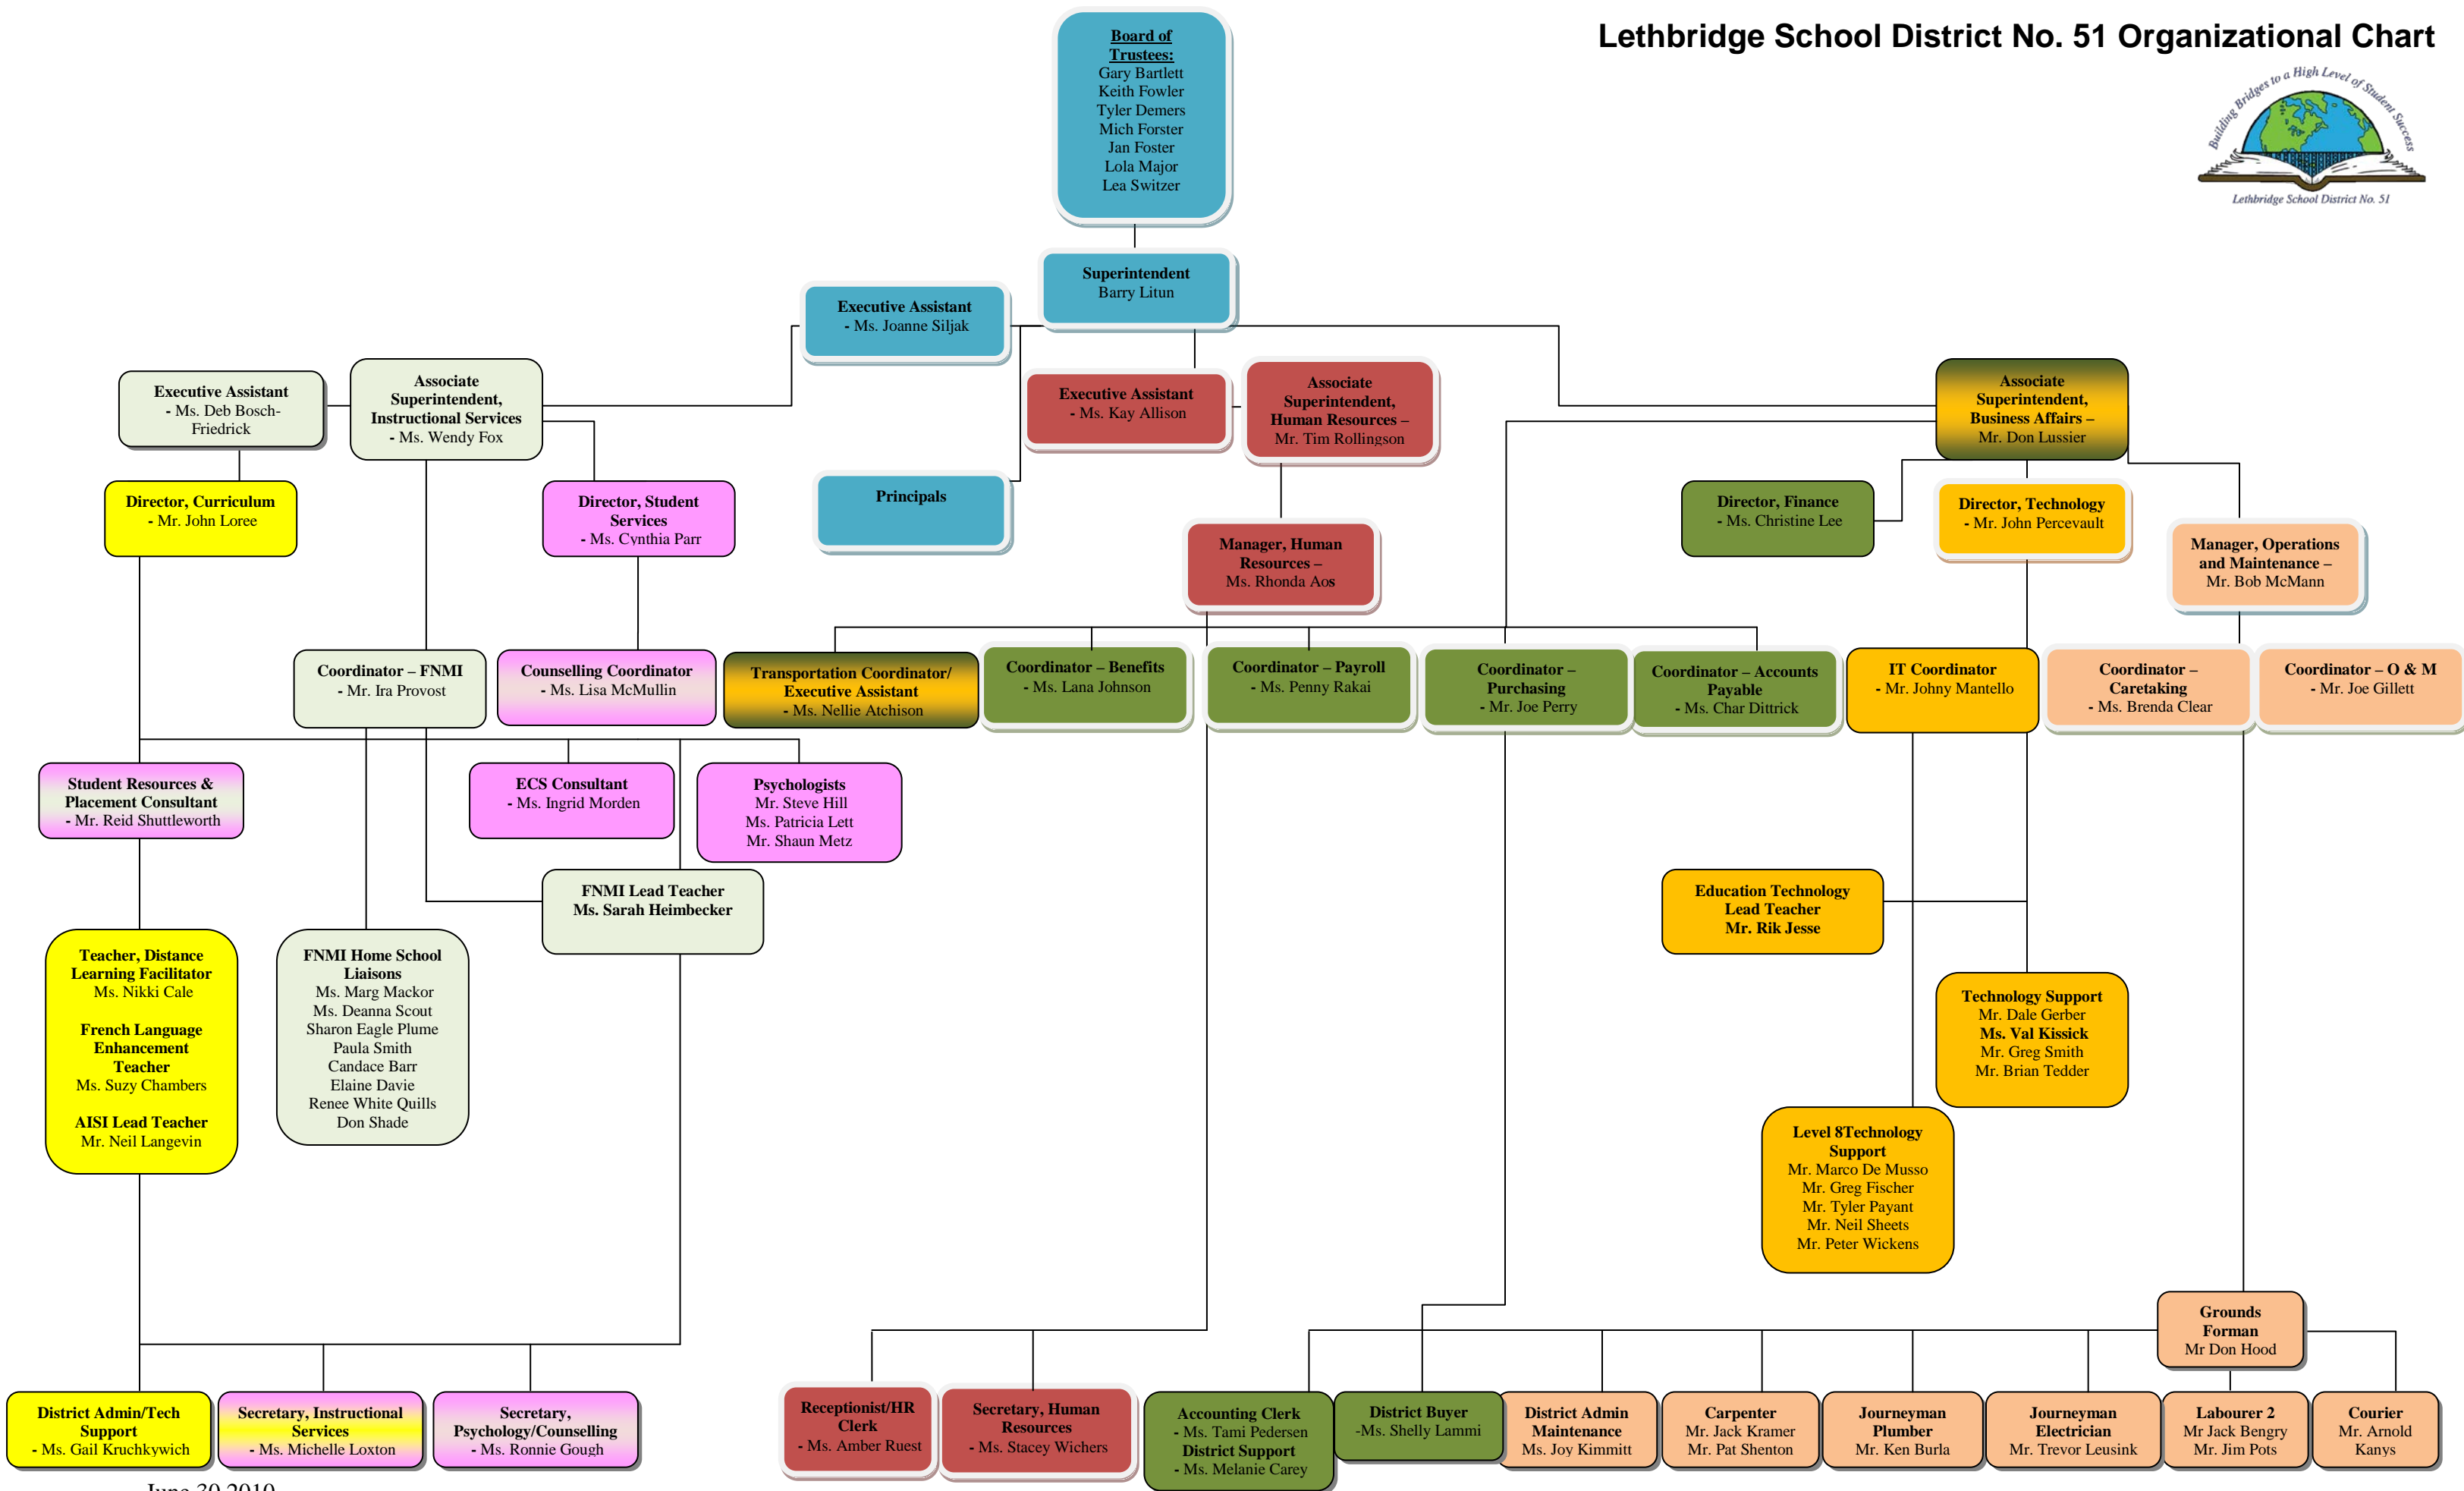 Lethbridge School District No. 51 Organizational Chart
Building Bridges to a High Level of Student Success
Lethbridge School District No. 51
Board of
Trustees:
Gary Bartlett
Keith Fowler
Tyler Demers
Mich Forster
Jan Foster
Lola Major
Lea Switzer
Superintendent
Barry Litun
Executive Assistant
- Ms. Joanne Siljak
Executive Assistant
- Ms. Deb Bosch-
Friedrick
Associate
Superintendent,
Instructional Services
- Ms. Wendy Fox
Executive Assistant
- Ms. Kay Allison
Associate
Superintendent,
Human Resources –
Mr. Tim Rollingson
Associate
Superintendent,
Business Affairs –
Mr. Don Lussier
Director, Curriculum
- Mr. John Loree
Director, Student
Services
- Ms. Cynthia Parr
Principals
Manager, Human
Resources –
Ms. Rhonda Aos
Director, Finance
- Ms. Christine Lee
Director, Technology
- Mr. John Percevault
Manager, Operations
and Maintenance –
Mr. Bob McMann
Coordinator – FNMI
- Mr. Ira Provost
Counselling Coordinator
- Ms. Lisa McMullin
Transportation Coordinator/
Executive Assistant
- Ms. Nellie Atchison
Coordinator – Benefits
- Ms. Lana Johnson
Coordinator – Payroll
- Ms. Penny Rakai
Coordinator –
Purchasing
- Mr. Joe Perry
Coordinator – Accounts
Payable
- Ms. Char Dittrick
IT Coordinator
- Mr. Johny Mantello
Coordinator –
Caretaking
- Ms. Brenda Clear
Coordinator – O & M
- Mr. Joe Gillett
Student Resources &
Placement Consultant
- Mr. Reid Shuttleworth
ECS Consultant
- Ms. Ingrid Morden
Psychologists
Mr. Steve Hill
Ms. Patricia Lett
Mr. Shaun Metz
FNMI Lead Teacher
Ms. Sarah Heimbecker
Education Technology
Lead Teacher
Mr. Rik Jesse
Teacher, Distance
Learning Facilitator
Ms. Nikki Cale
French Language
Enhancement
Teacher
Ms. Suzy Chambers
AISI Lead Teacher
Mr. Neil Langevin
FNMI Home School
Liaisons
Ms. Marg Mackor
Ms. Deanna Scout
Sharon Eagle Plume
Paula Smith
Candace Barr
Elaine Davie
Renee White Quills
Don Shade
Technology Support
Mr. Dale Gerber
Ms. Val Kissick
Mr. Greg Smith
Mr. Brian Tedder
Level 8Technology
Support
Mr. Marco De Musso
Mr. Greg Fischer
Mr. Tyler Payant
Mr. Neil Sheets
Mr. Peter Wickens
Grounds
Forman
Mr Don Hood
District Admin/Tech
Support
- Ms. Gail Kruchkywich
Secretary, Instructional
Services
- Ms. Michelle Loxton
Secretary,
Psychology/Counselling
- Ms. Ronnie Gough
Receptionist/HR
Clerk
- Ms. Amber Ruest
Secretary, Human
Resources
- Ms. Stacey Wichers
Accounting Clerk
- Ms. Tami Pedersen
District Support
- Ms. Melanie Carey
District Buyer
-Ms. Shelly Lammi
District Admin
Maintenance
Ms. Joy Kimmitt
Carpenter
Mr. Jack Kramer
Mr. Pat Shenton
Journeyman
Plumber
Mr. Ken Burla
Journeyman
Electrician
Mr. Trevor Leusink
Labourer 2
Mr Jack Bengry
Mr. Jim Pots
Courier
Mr. Arnold
Kanys
June 30 2010